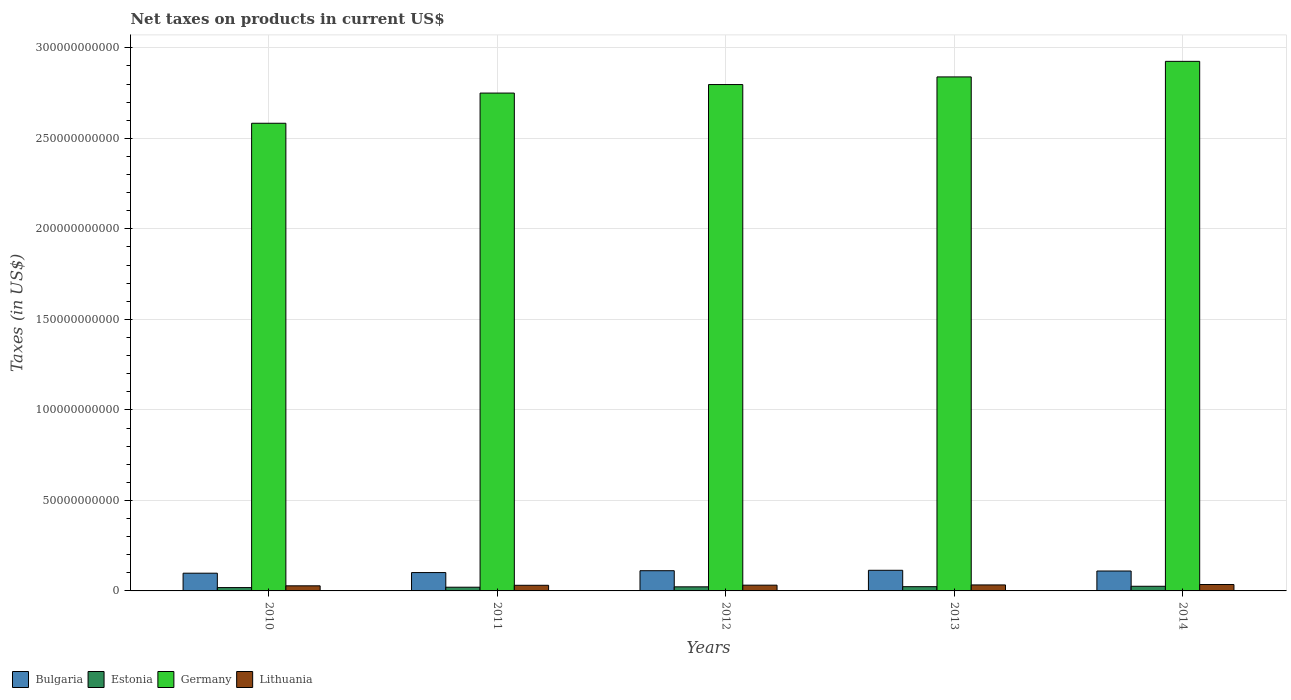 Net taxes on products in current US$
300000000000
250000000000
200000000000
150000000000
100000000000
50000000000
0
Taxes (in US$)
2010
2011
2012
2013
2014
Years
Bulgaria
Estonia
Germany
Lithuania